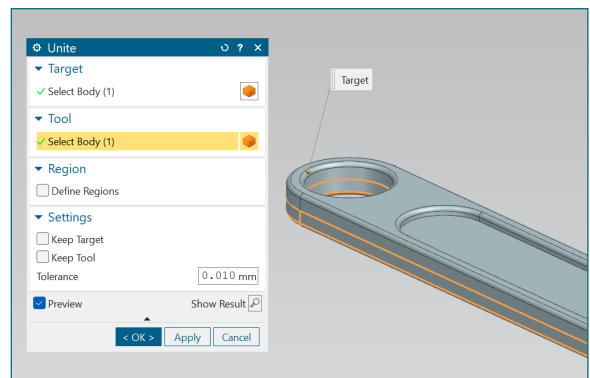 Unite
Target
Select Body (1)
Tool
Select Body (1)
Region
Define Regions
Settings
Keep Target
Keep Tool
Tolerance 0.010 mm
Preview Show Result
< OK > Apply Cancel
Target